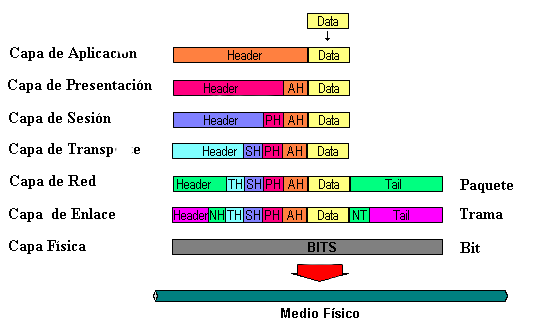 Data
Capa de Aplicación Header Data
Capa de Presentación Header AH Data
Capa de Sesión Header PH AH Data
Capa de Header SH PH AH Data
Capa de Red Header TH SH PH AH Data Tail Paquete
Capa de Enlace Header NH TH SH PH AH Data NT Tail Trama
Capa Física BITS Bit
Medio Físico